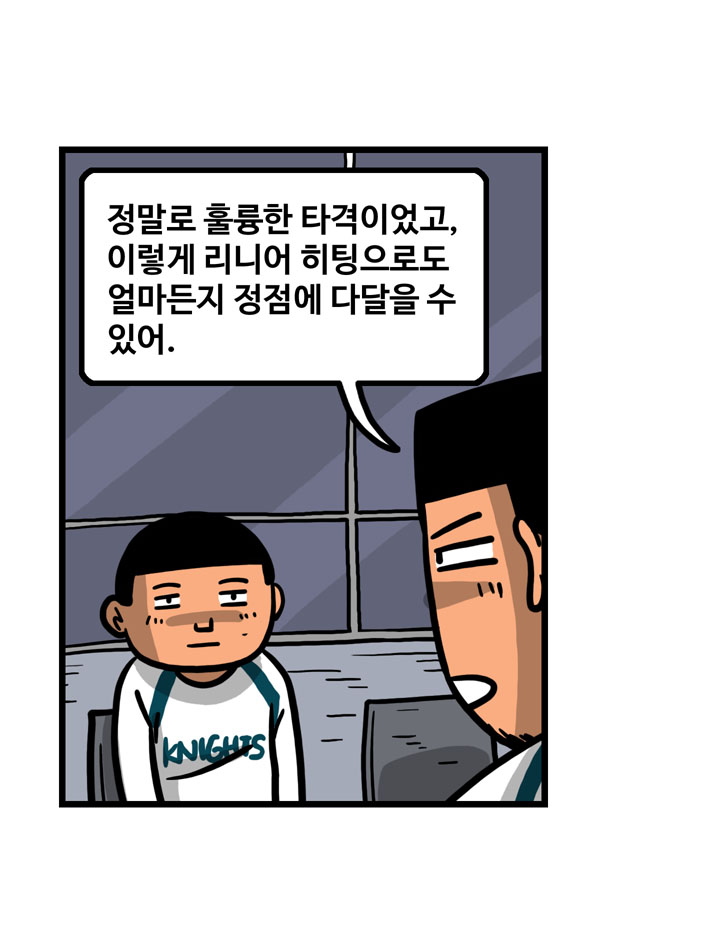 정말로 훌륭한 타격이었고,
이렇게 리니어 히팅으로도
얼마든지 정점에 다달을 수
있어.
KNIGHTS